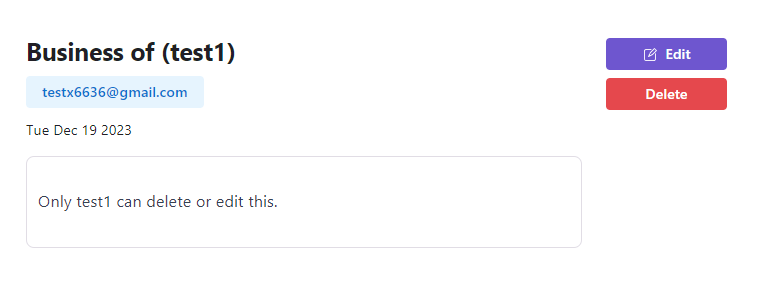 Business of (test1)
Edit
testx6636@gmail.com
Delete
Tue Dec 19 2023
Only test1 can delete or edit this.